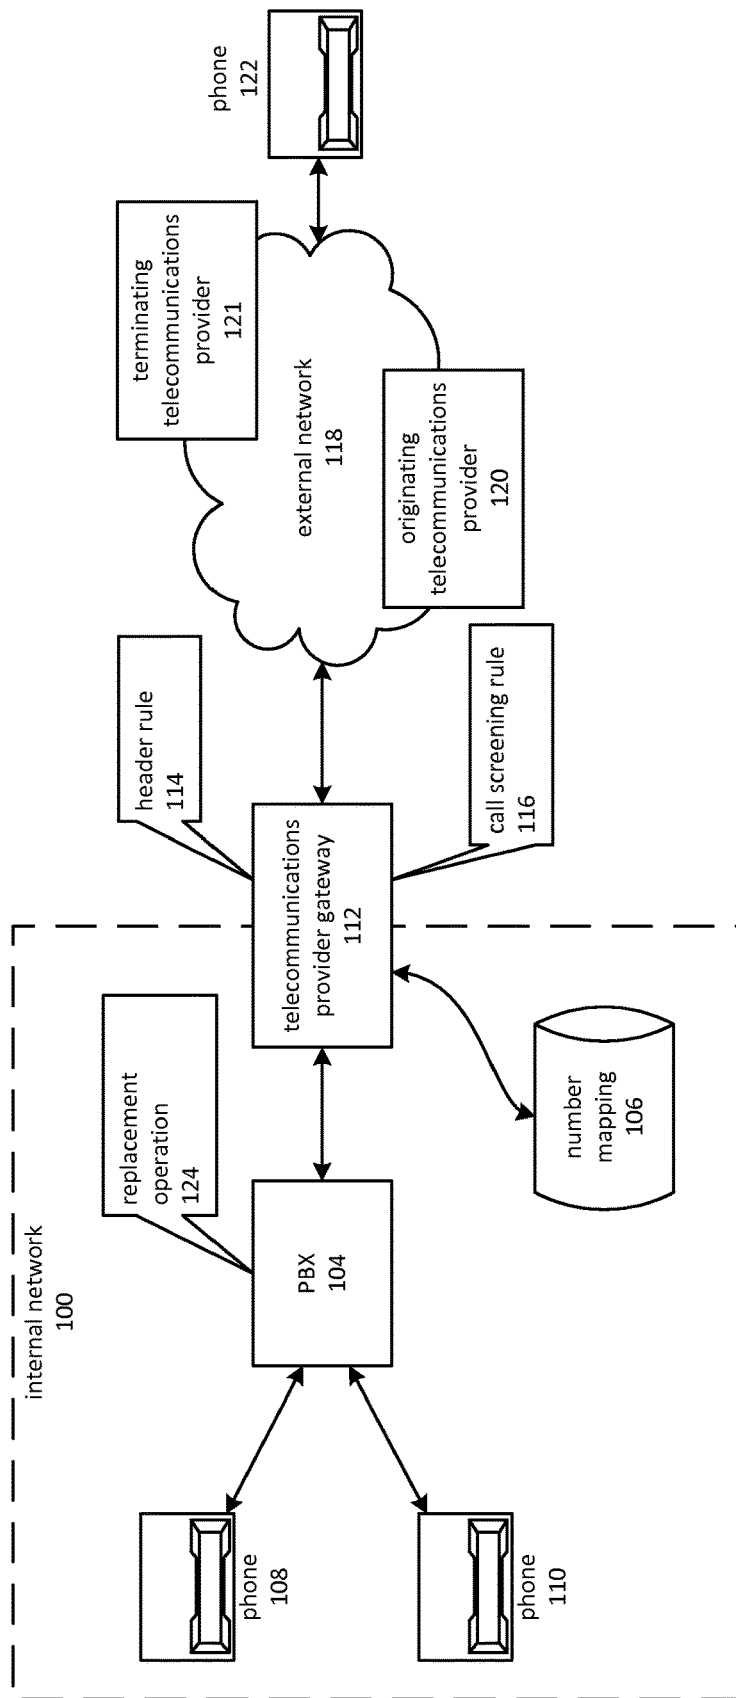 internal network
100
phone
108
phone
110
PBX
104
replacement
operation
124
number
mapping
106
telecommunications
provider gateway
112
header rule
114
call screening rule
116
external network
118
originating
telecommunications
provider
120
terminating
telecommunications
provider
121
phone
122